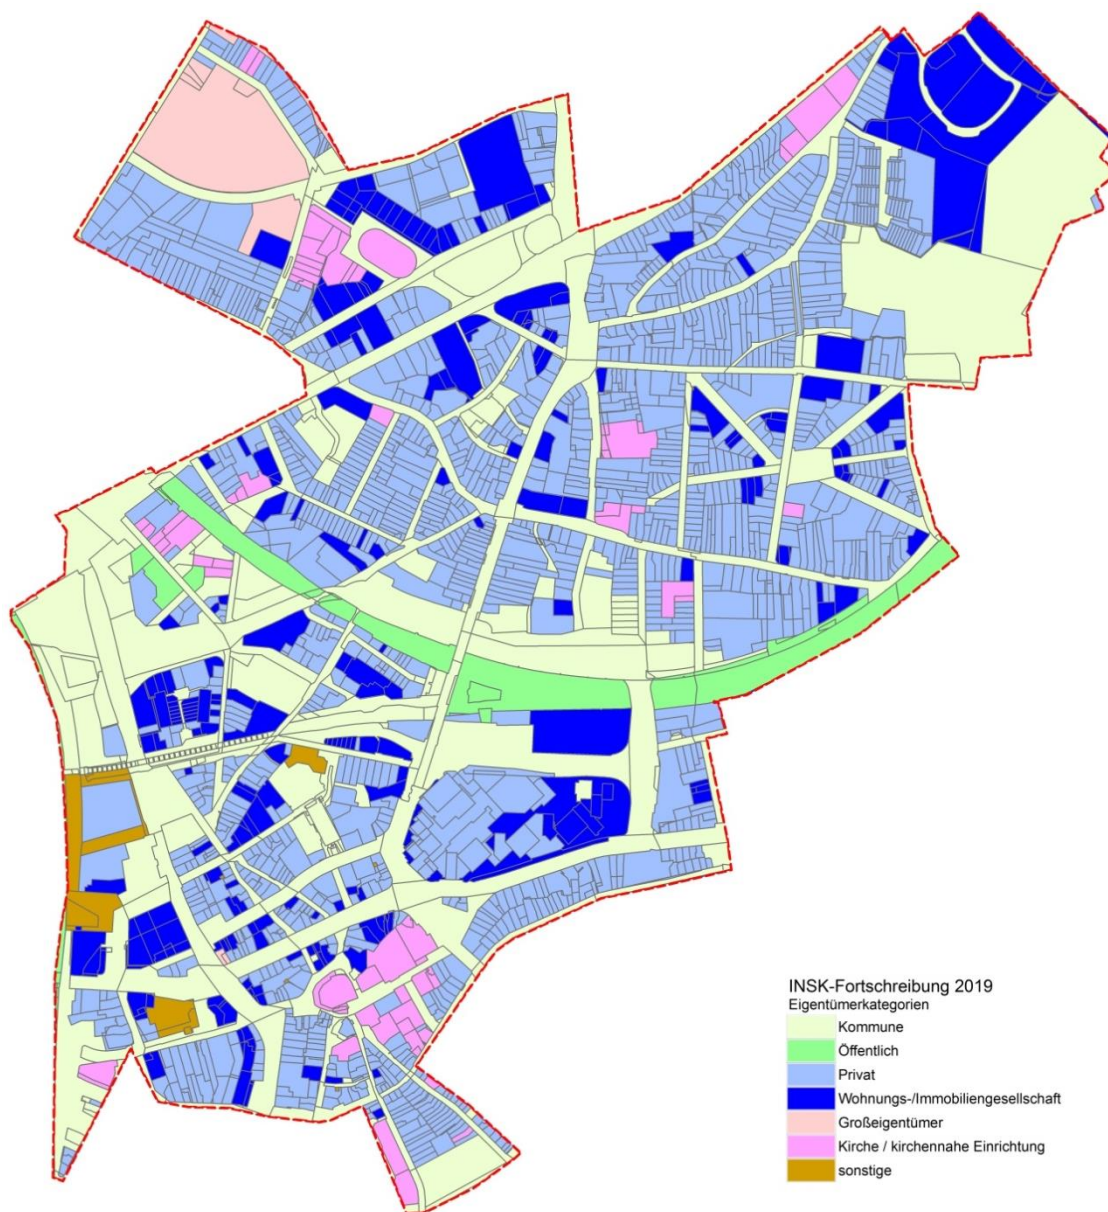 INSK-Fortschreibung 2019
Eigentümerkategorien
Kommune
Öffentlich
Privat
Wohnungs-/Immobiliengesellschaft
Großeigentümer
Kirche / kirchennahe Einrichtung
sonstige